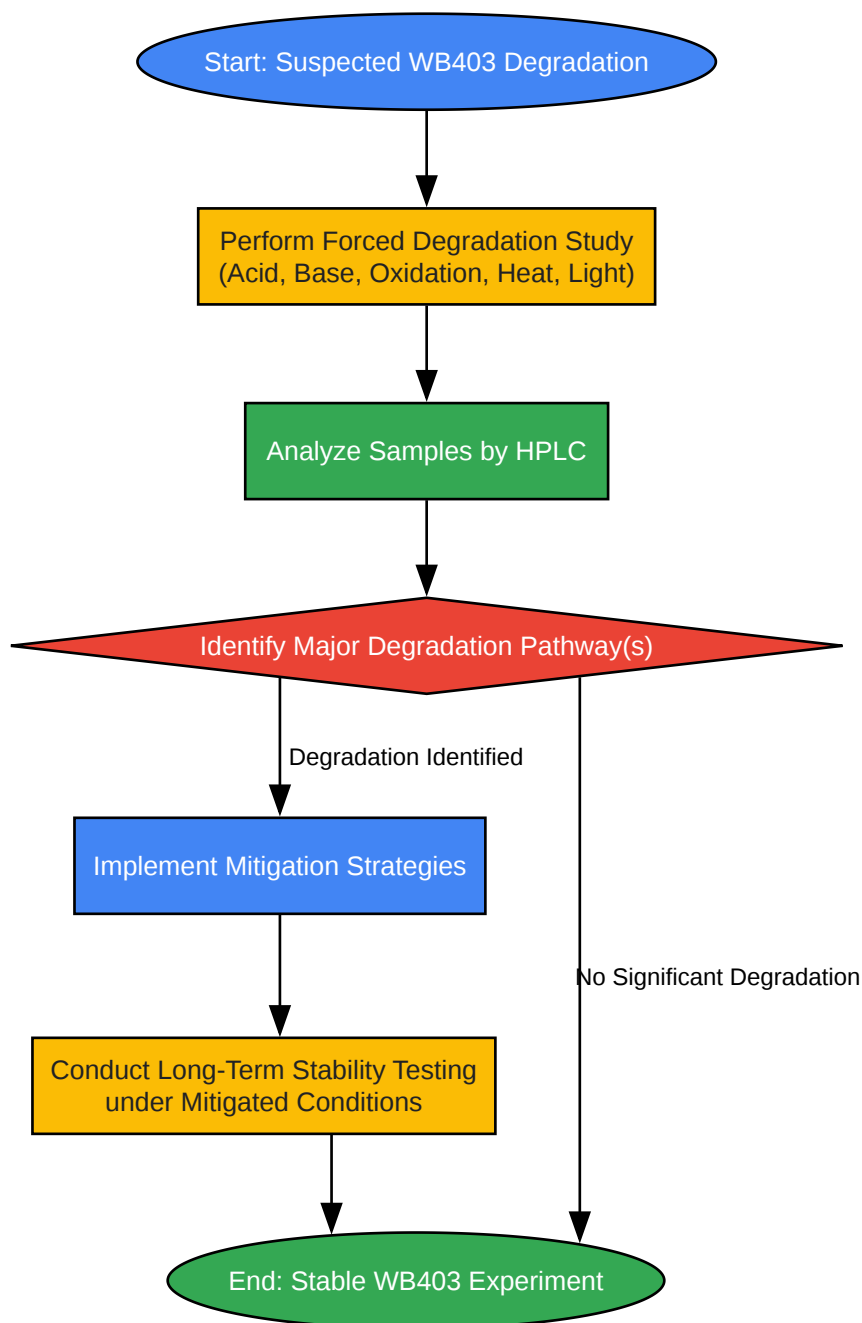 Start: Suspected WB403 Degradation
Perform Forced Degradation Study
(Acid, Base, Oxidation, Heat, Light)
Analyze Samples by HPLC
Identify Major Degradation Pathway(s)
Degradation Identified
Implement Mitigation Strategies
No Significant Degradation
Conduct Long-Term Stability Testing
under Mitigated Conditions
End: Stable WB403 Experiment